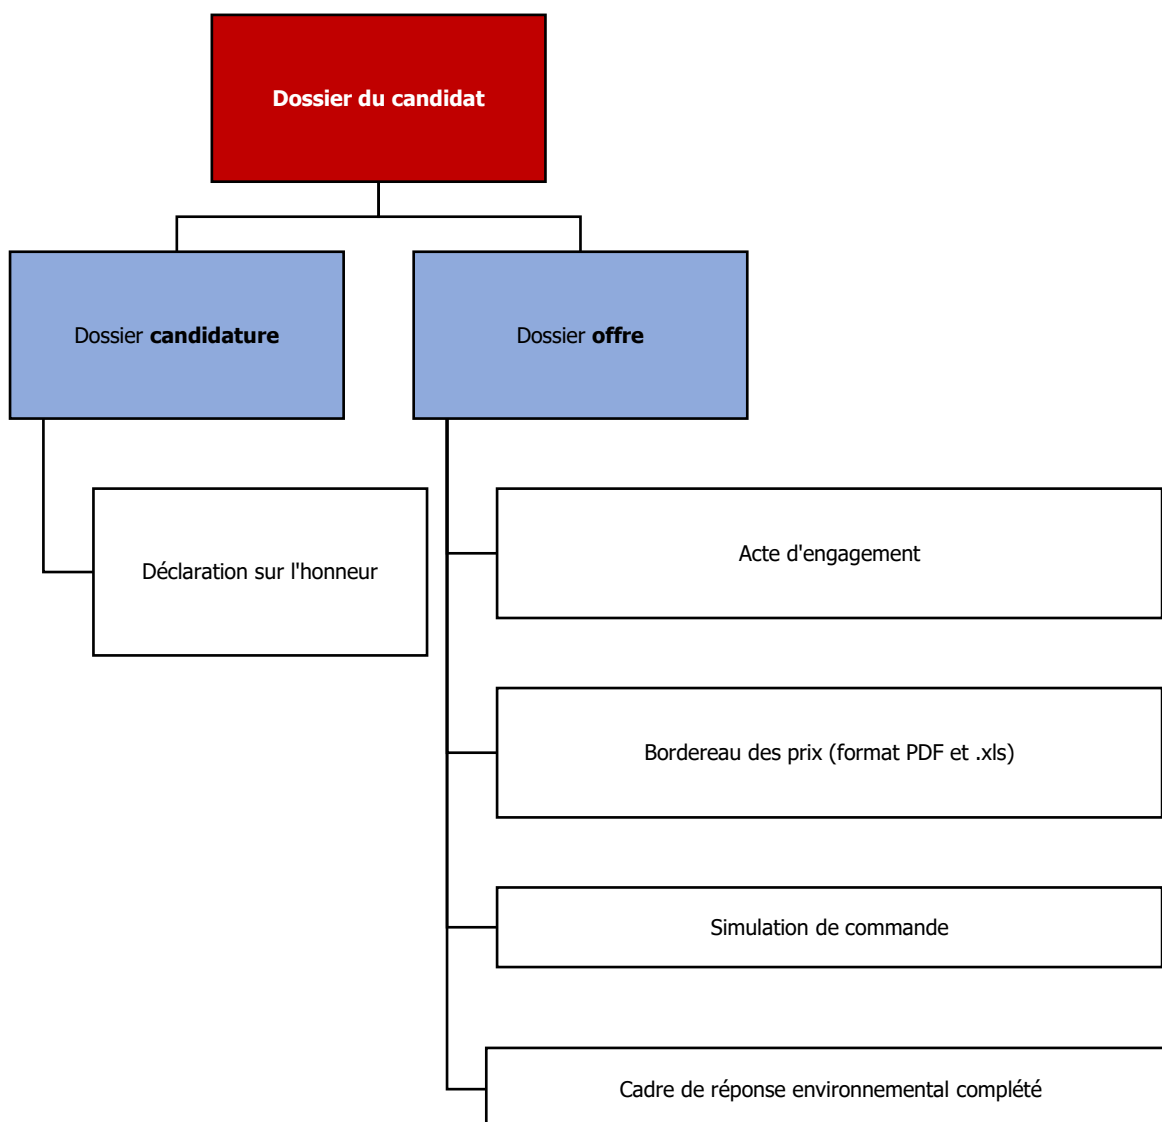 Dossier du candidat
Dossier candidature
Dossier offre
Déclaration sur l'honneur
Acte d'engagement
Bordereau des prix (format PDF et .xls)
Simulation de commande
Cadre de réponse environnemental complété